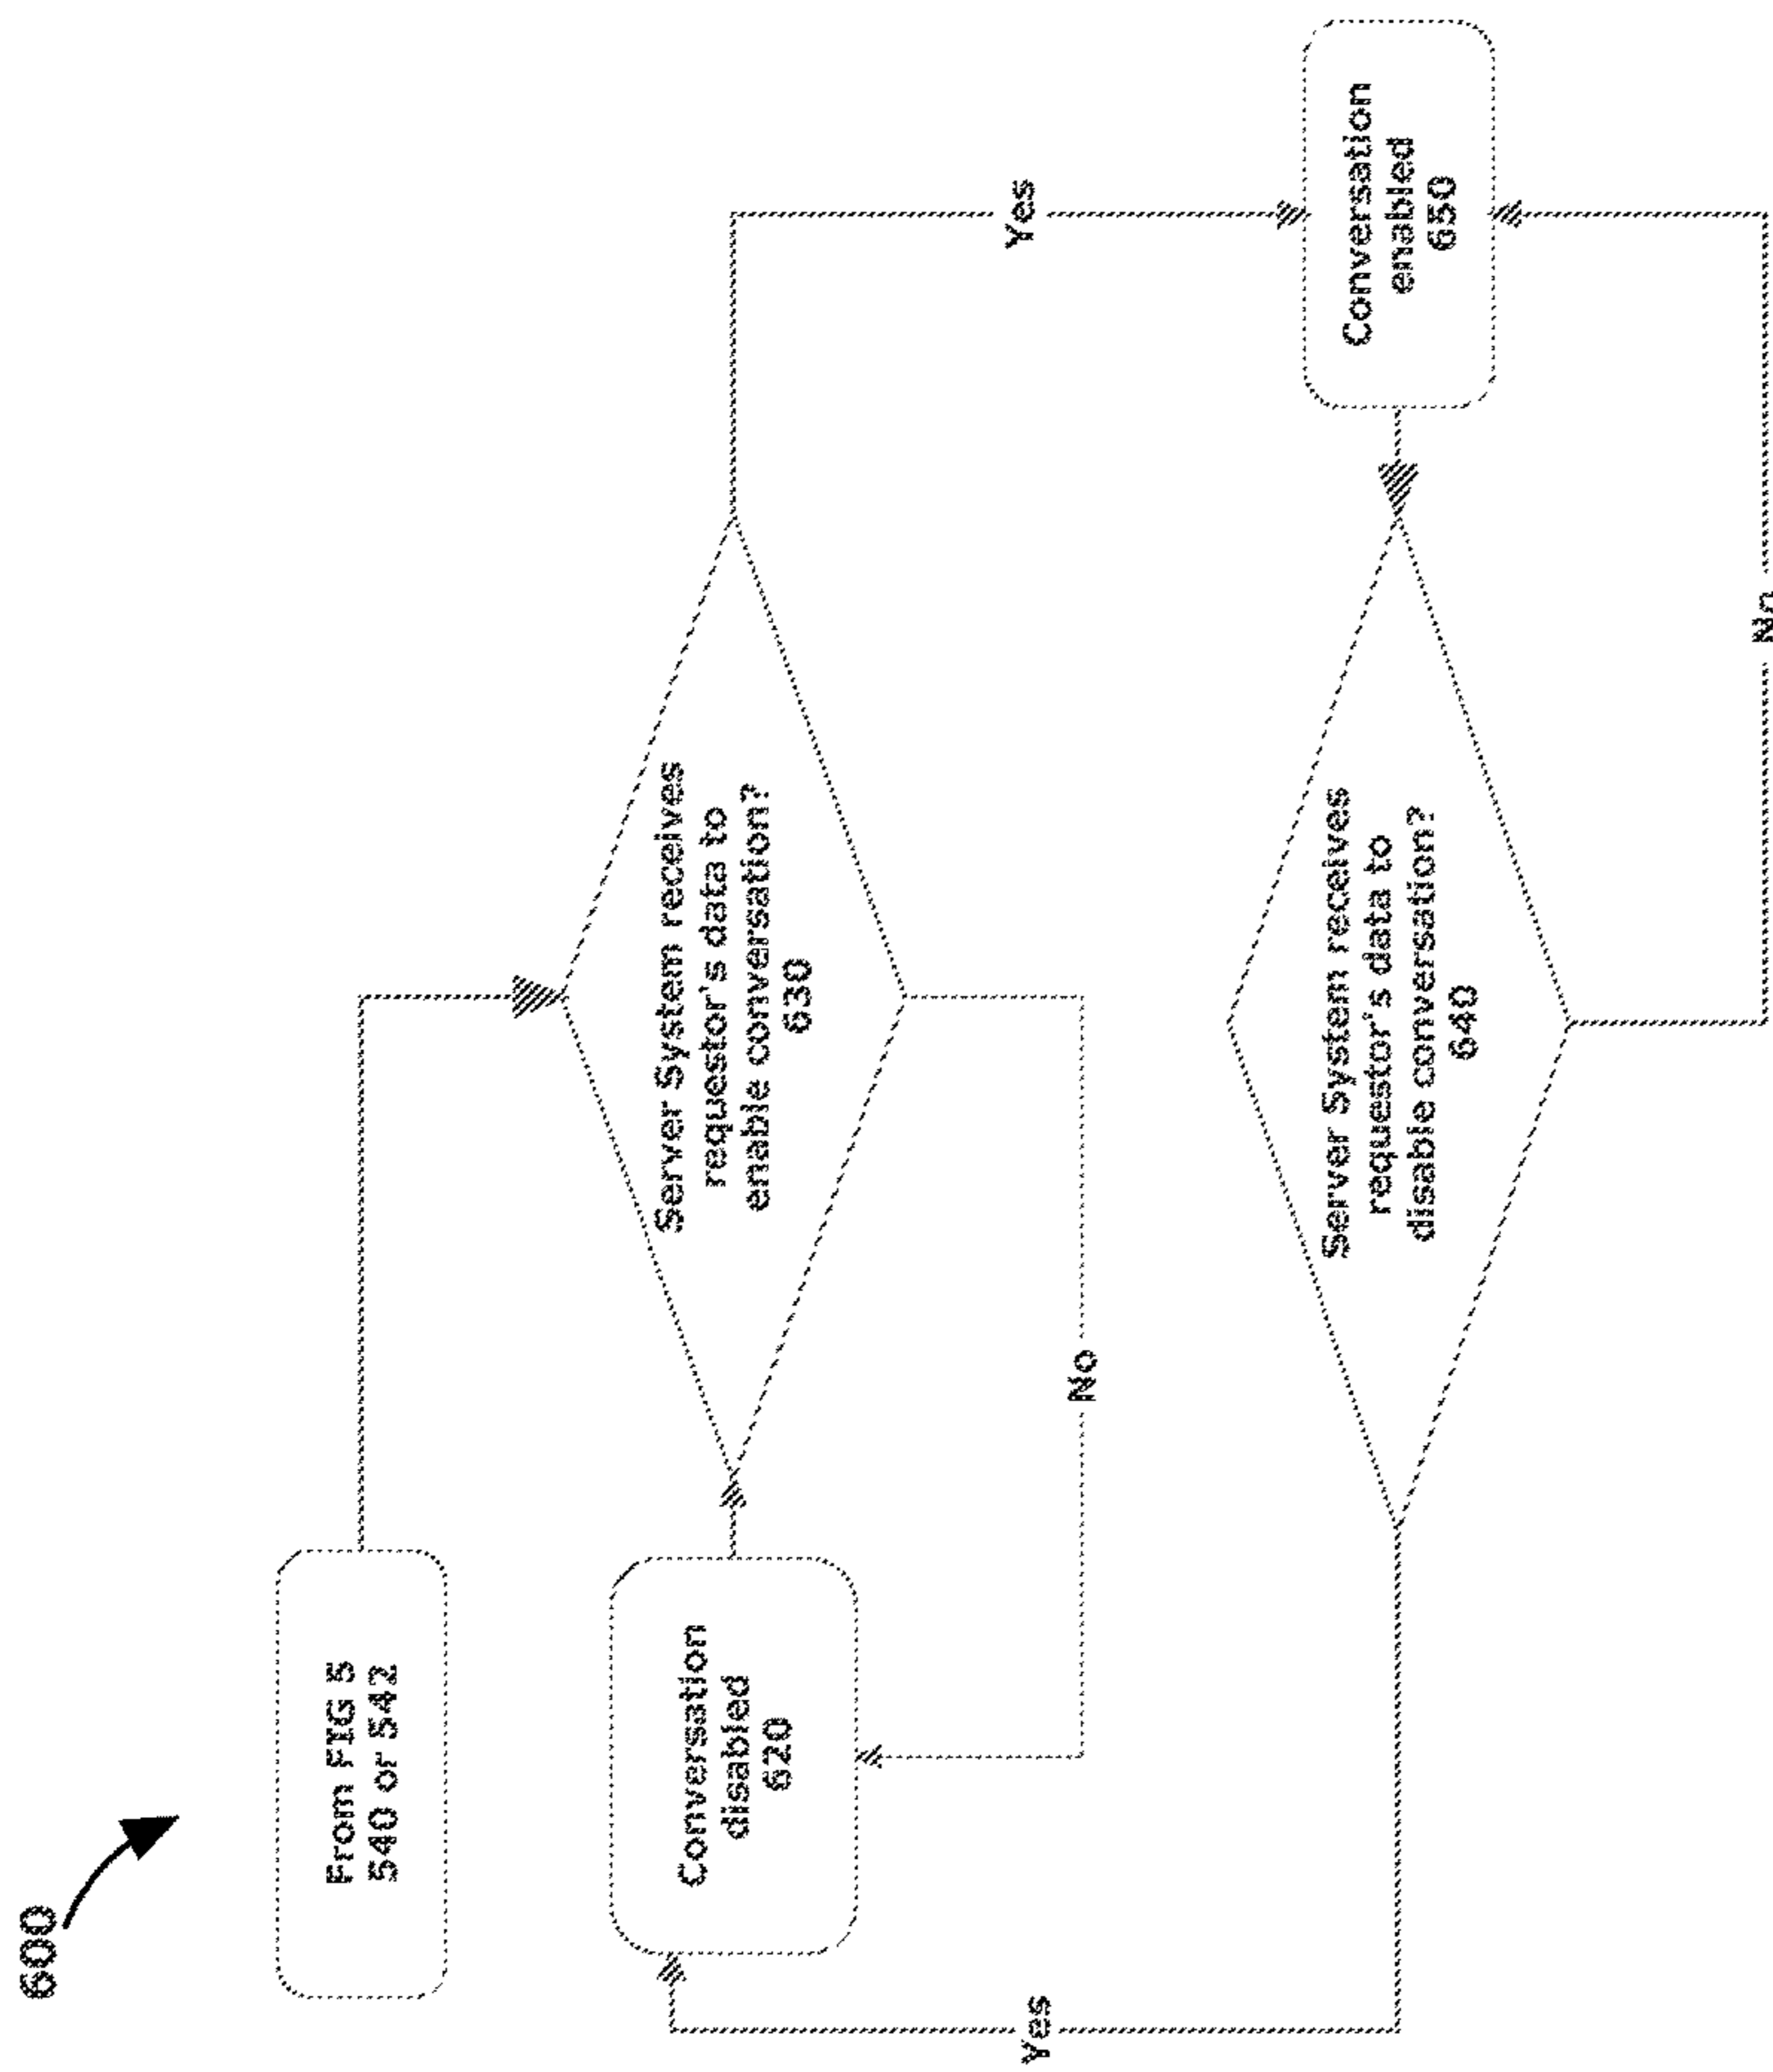 600
From FIG 5
540 or 542
Conversation
disabled
620
Server System receives
requestor's data to
enable conversation?
630
Yes
No
Server System receives
requestor's data to
disable conversation?
640
Yes
No
Conversation
enabled
650